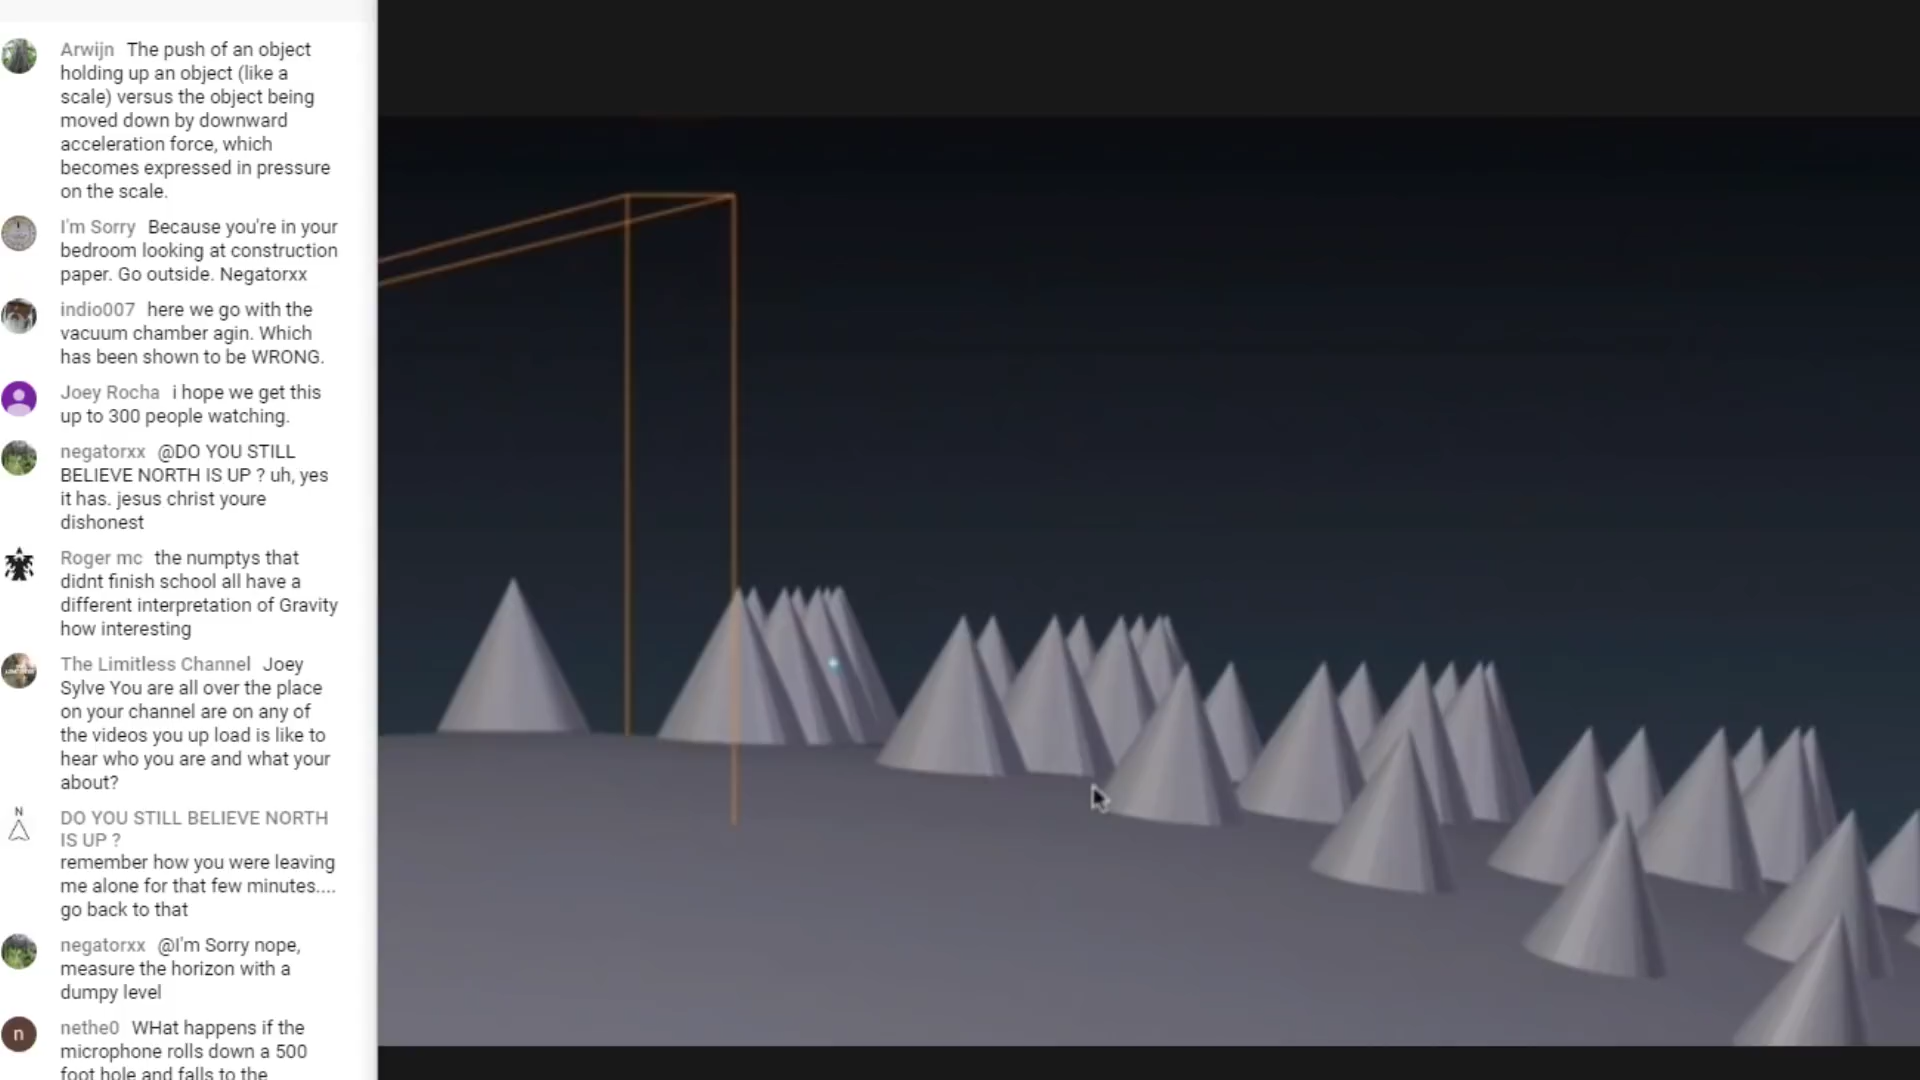 Arwijn The push of an object
holding up an object (like a
scale) versus the object being
moved down by downward
acceleration force, which
becomes expressed in pressure
on the scale.
I'm Sorry Because you're in your
bedroom looking at construction
paper. Go outside. Negatorxx
indio007 here we go with the
vacuum chamber agin. Which
has been shown to be WRONG.
Joey Rocha i hope we get this
up to 300 people watching.
negatorxx @DO YOU STILL
BELIEVE NORTH IS UP ? uh, yes
it has. jesus christ youre
dishonest
Roger mc the numptys that
didnt finish school all have a
different interpretation of Gravity
how interesting
The Limitless Channel Joey
Sylve You are all over the place
on your channel are on any of
the videos you up load is like to
hear who you are and what your
about?
N
DO YOU STILL BELIEVE NORTH
IS UP ?
remember how you were leaving
me alone for that few minutes....
go back to that
negatorxx @I'm Sorry nope,
measure the horizon with a
dumpy level
n
nethe0 WHat happens if the
microphone rolls down a 500
foot hole and falls to the